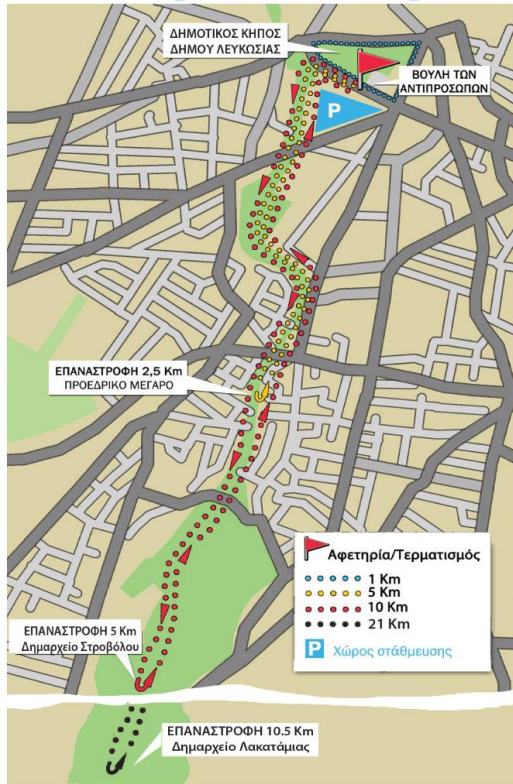 ΔΗΜΟΤΙΚΟΣ ΚΗΠΟΣ
ΔΗΜΟΥ ΛΕΥΚΩΣΙΑΣ
ΒΟΥΛΗ ΤΩΝ
ΑΝΤΙΠΡΟΣΩΠΩΝ
P
ΕΠΑΝΑΣΤΡΟΦΗ 2,5 Km
ΠΡΟΕΔΡΙΚΟ ΜΕΓΑΡΟ
Αφετηρία/Τερματισμός
1 Km
5 Km
10 Km
21 Km
P Χώρος στάθμευσης
ΕΠΑΝΑΣΤΡΟΦΗ 5 Km
Δημαρχείο Στροβόλου
ΕΠΑΝΑΣΤΡΟΦΗ 10.5 Km
Δημαρχείο Λακατάμιας